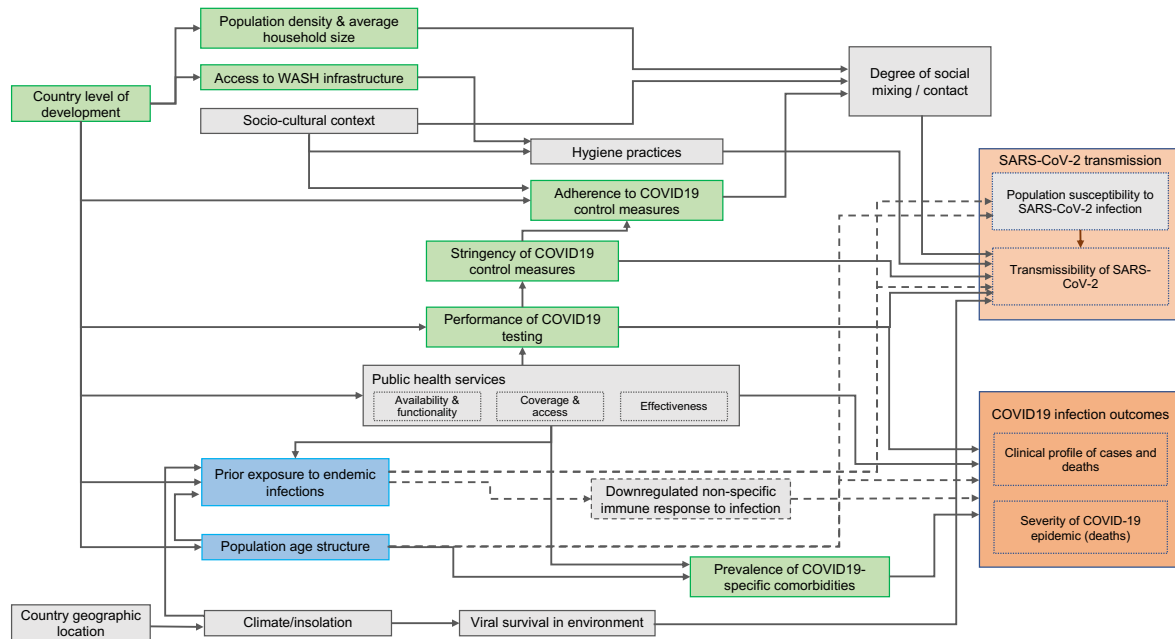 Population density & average
household size
Access to WASH infrastructure
Country level of
development
Socio-cultural context
Degree of social
mixing / contact
Hygiene practices
SARS-CoV-2 transmission
Population susceptibility to
SARS-CoV-2 infection
Adherence to COVID19
control measures
Stringency of COVID19
control measures
Transmissibility of SARS-
CoV-2
Performance of COVID19
testing
Public health services
Availability &
functionality
Coverage &
access
Effectiveness
COVID19 infection outcomes
Clinical profile of cases and
deaths
Prior exposure to endemic
infections
Downregulated non-specific
immune response to infection
Severity of COVID-19
epidemic (deaths)
Population age structure
Prevalence of COVID19-
specific comorbidities
Country geographic
location
Climate/insolation
Viral survival in environment